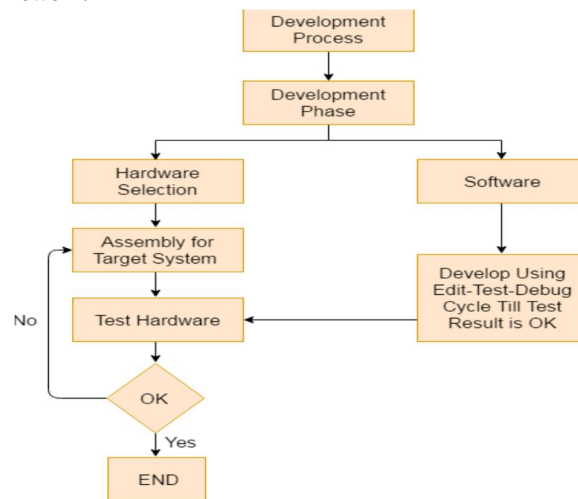 Development
Process
Development
Phase
Hardware
Selection
Software
Assembly for
Target System
Develop Using
Edit-Test-Debug
Cycle Till Test
Result is OK
No
Test Hardware
OK
Yes
END